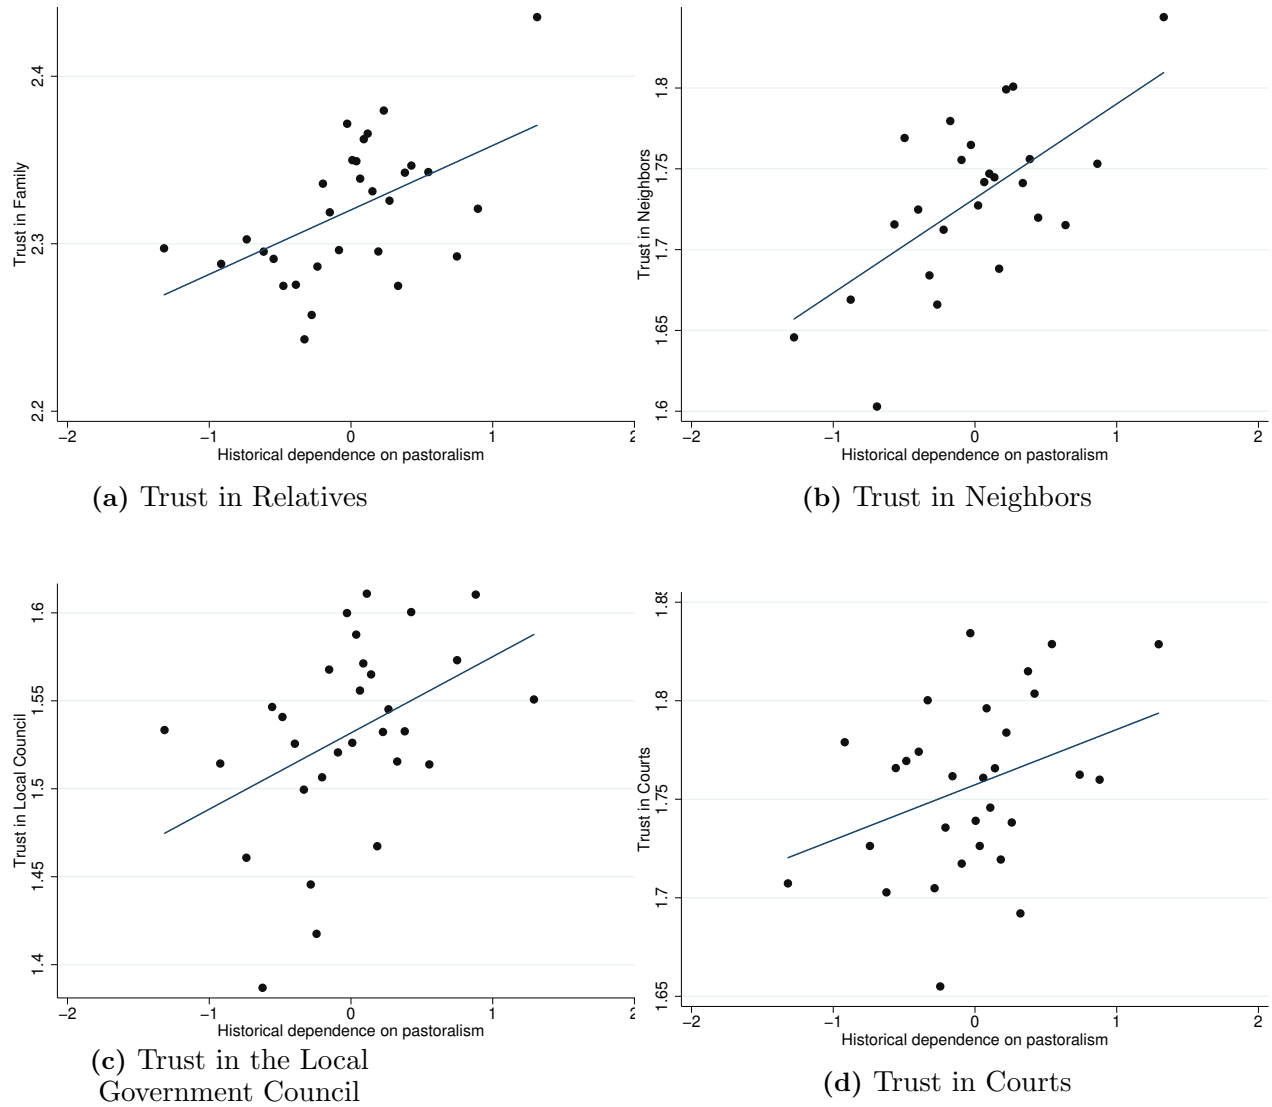 2.4
2.3
2.2
Trust in Family
−2 −1 0 1 2
Historical dependence on pastoralism
(a) Trust in Relatives
1.8
1.75
1.7
1.65
1.6
Trust in Neighbors
−2 −1 0 1 2
Historical dependence on pastoralism
(b) Trust in Neighbors
1.6
1.55
1.5
1.45
1.4
Trust in Local Council
−2 −1 0 1 2
Historical dependence on pastoralism
(c) Trust in the Local
Government Council
1.85
1.8
1.75
1.7
1.65
Trust in Courts
−2 −1 0 1 2
Historical dependence on pastoralism
(d) Trust in Courts